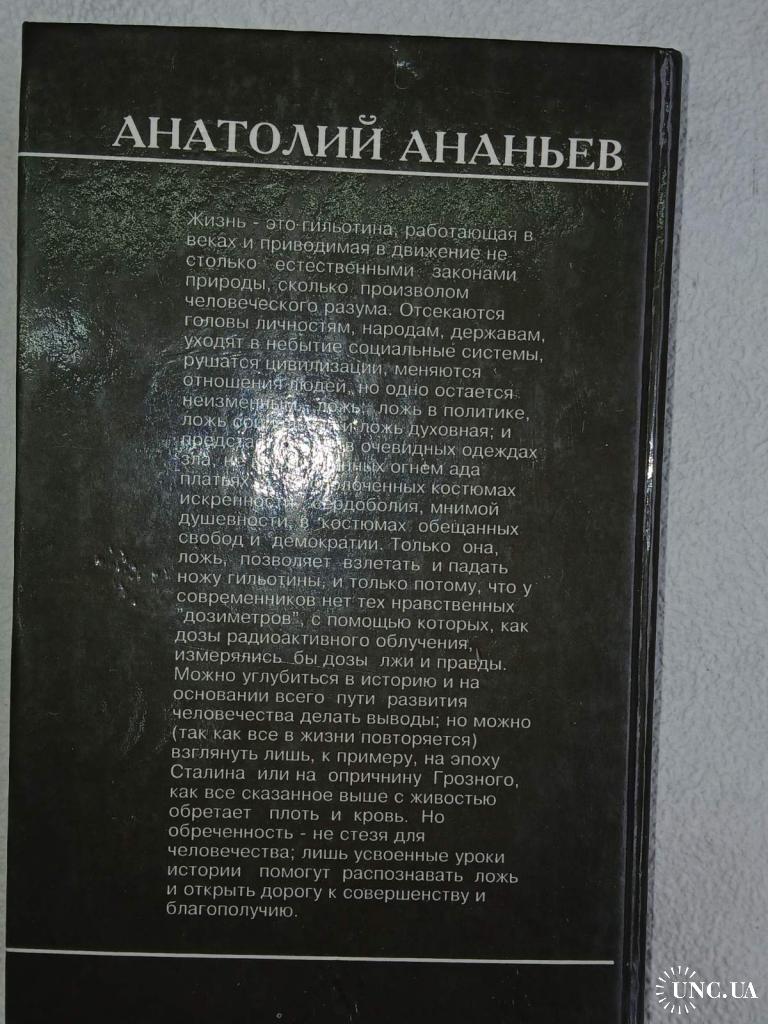 АНАТОЛИЙ АНАНЬЕВ
Жизнь - это гильотина, работающая в
веках и приводимая в движение не
столько естественными законами
природы, сколько произволом
человеческого разума. Отсекаются
головы личностям, народам, державам,
уходят в небытие социальные системы,
рушатся цивилизации, меняются
отношения людей, но одно остается
неизменным - ложь: ложь в политике,
ложь и ложь духовная; и
в очевидных одеждах
зла, огнем ада
платьях костюмах
мнимой
душевности, в костюмах обещанных
свобод и демократии. Только она,
ложь, позволяет взлетать и падать
ножу гильотины, и только потому, что у
современников нет тех нравственных
"дозиметров", с помощью которых, как
дозы радиоактивного облучения,
измерялись бы дозы лжи и правды.
Можно углубиться в историю и на
основании всего пути развития
человечества делать выводы; но можно
(так как все в жизни повторяется)
взглянуть лишь, к примеру, на эпоху
Сталина или на опричнину Грозного,
как все сказанное выше с живостью
обретает плоть и кровь. Но
обреченность - не стезя для
человечества; лишь усвоенные уроки
истории помогут распознавать ложь
и открыть дорогу к совершенству и
благополучию.
UNC.UA